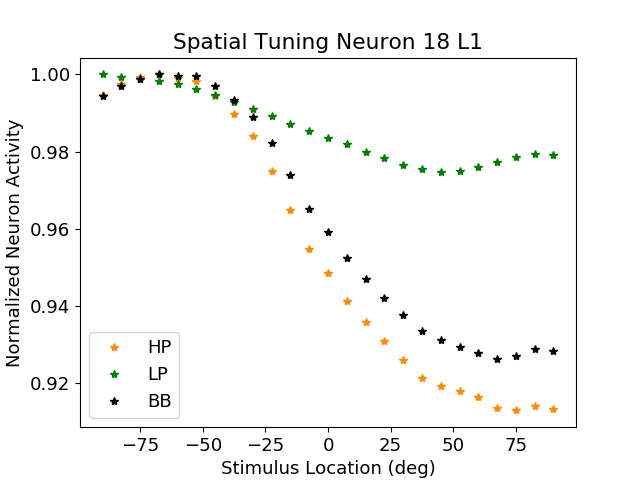 Spatial Tuning Neuron 18 L1
Normalized Neuron Activity
1.00
0.98
0.96
0.94
0.92
HP
LP
BB
−75
−50
−25
0
25
50
75
Stimulus Location (deg)